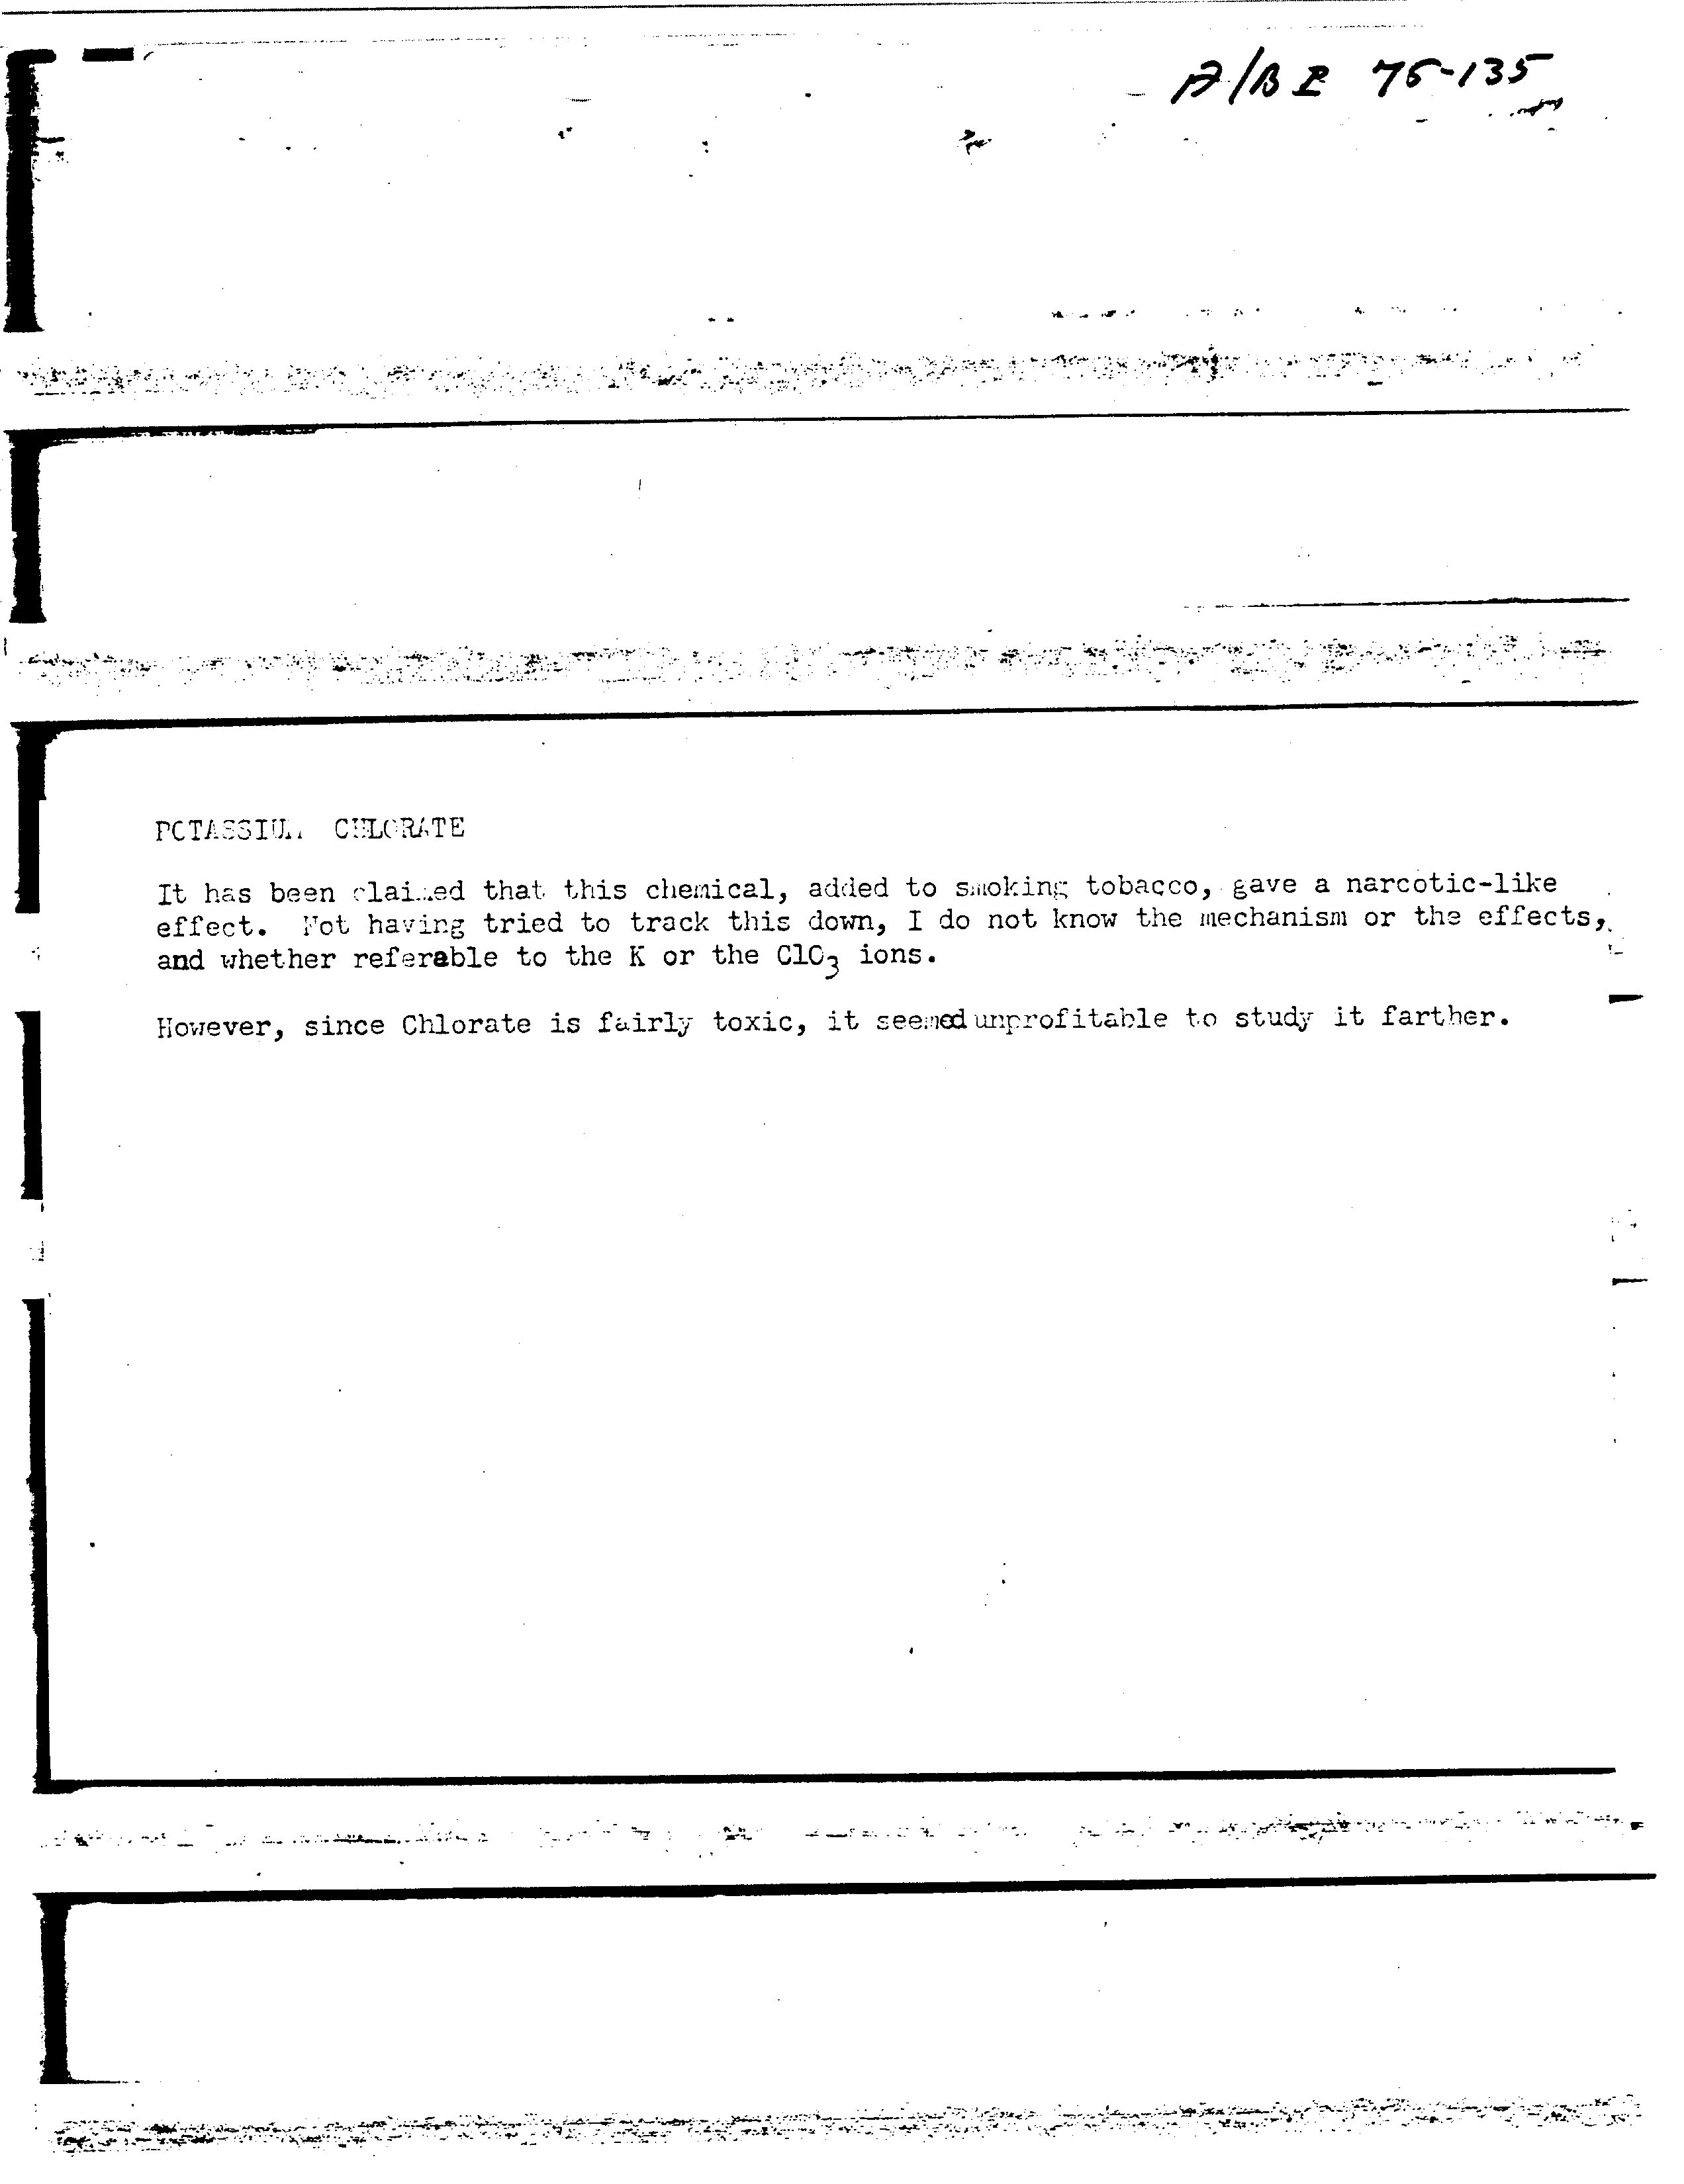 A/B E 75-135
POTASSIUM CHLORATE
It has been claimed that this chemical, added to smoking tobacco, gave a narcotic-like
effect. Not having tried to track this down, I do not know the mechanism or the effects,
and whether referable to the K or the ClO3 ions.
However, since Chlorate is fairly toxic, it seemed unprofitable to study it farther.